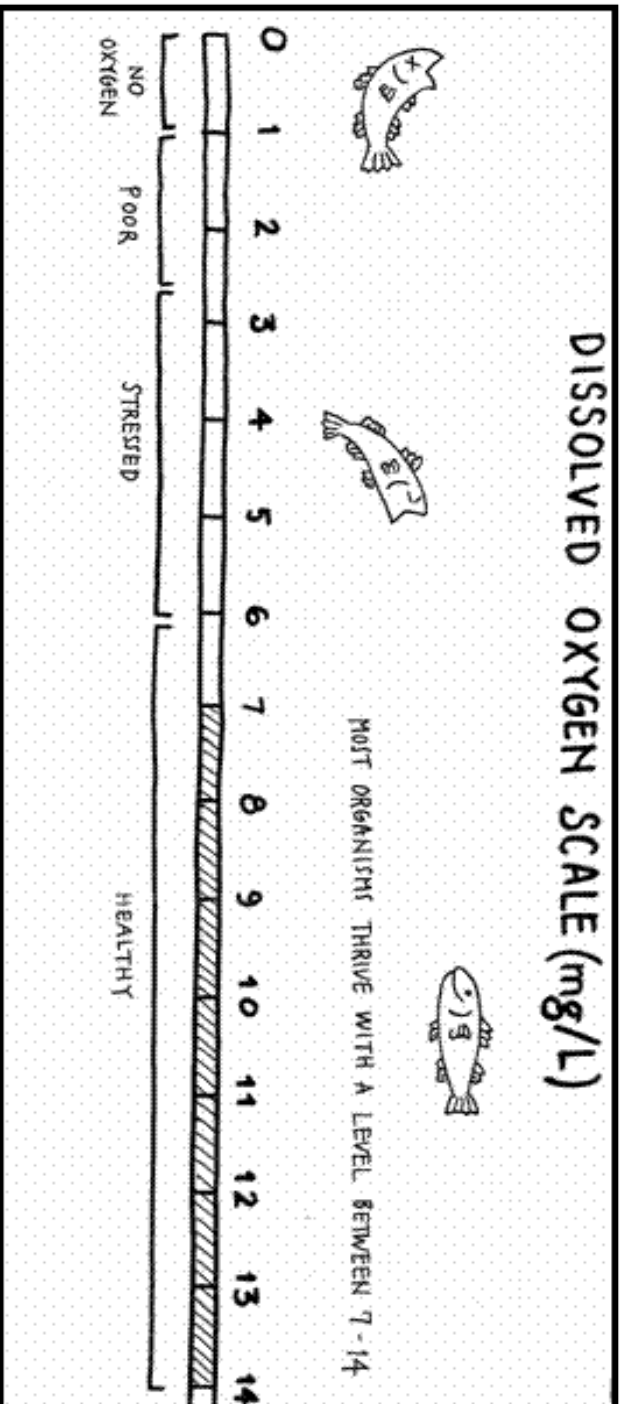 DISSOLVED OXYGEN SCALE (mg/L)
MOST ORGANISMS THRIVE WITH A LEVEL BETWEEN 7-14
0 1 2 3 4 5 6 7 8 9 10 11 12 13 14
NO
OXYGEN
POOR
STRESSED
HEALTHY